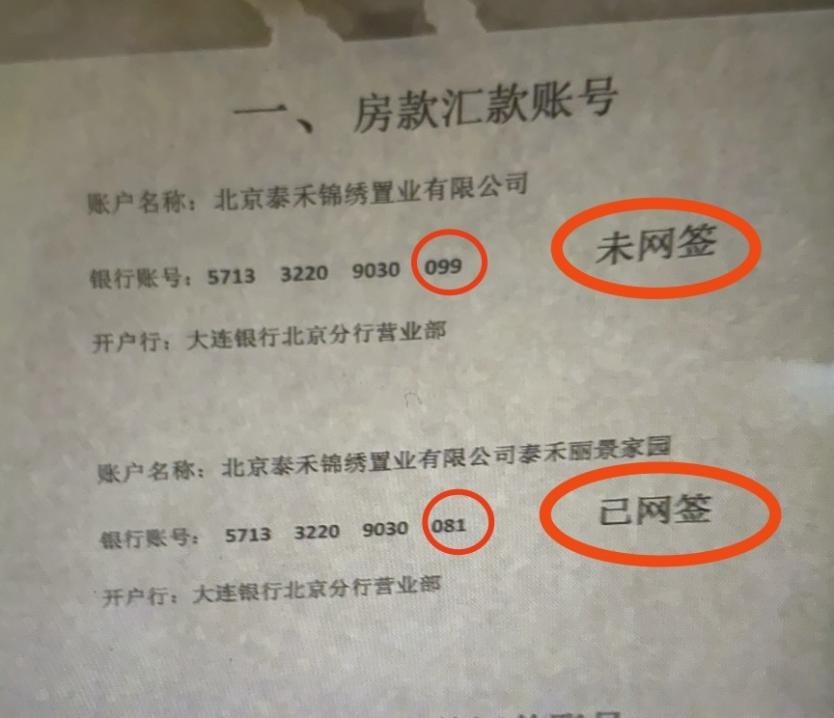 一、房款汇款账号
账户名称：北京泰禾锦绣置业有限公司
银行账号：5713 3220 9030 099
未网签
开户行：大连银行北京分行营业部
账户名称：北京泰禾锦绣置业有限公司泰禾丽景家园
银行账号： 5713 3220 9030 081
已网签
开户行：大连银行北京分行营业部